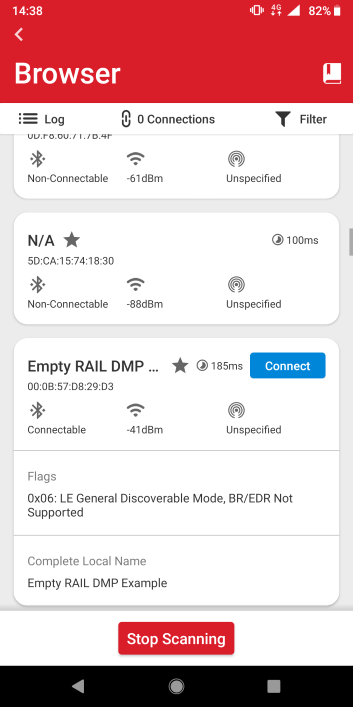 14:38
4G
82%
Browser
Log
0 Connections
Filter
Non-Connectable
-61dBm
Unspecified
N/A
100ms
5D:CA:15:74:18:30
Non-Connectable
-88dBm
Unspecified
Empty RAIL DMP ...
185ms
Connect
00:0B:57:D8:29:D3
Connectable
-41dBm
Unspecified
Flags
0x06: LE General Discoverable Mode, BR/EDR Not
Supported
Complete Local Name
Empty RAIL DMP Example
Stop Scanning